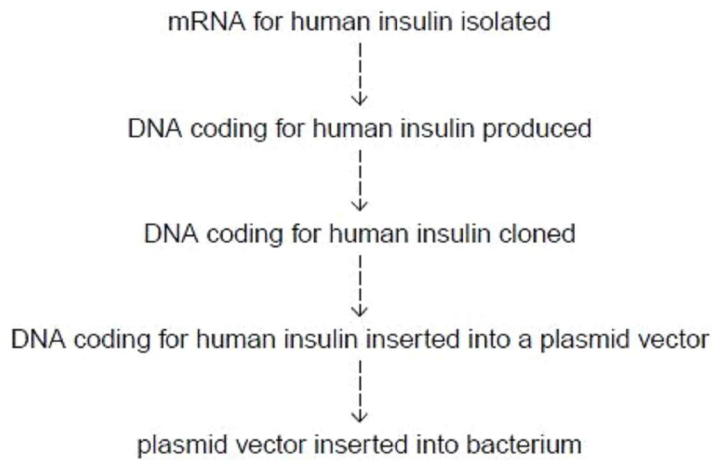 mRNA for human insulin isolated
DNA coding for human insulin produced
DNA coding for human insulin cloned
DNA coding for human insulin inserted into a plasmid vector
plasmid vector inserted into bacterium